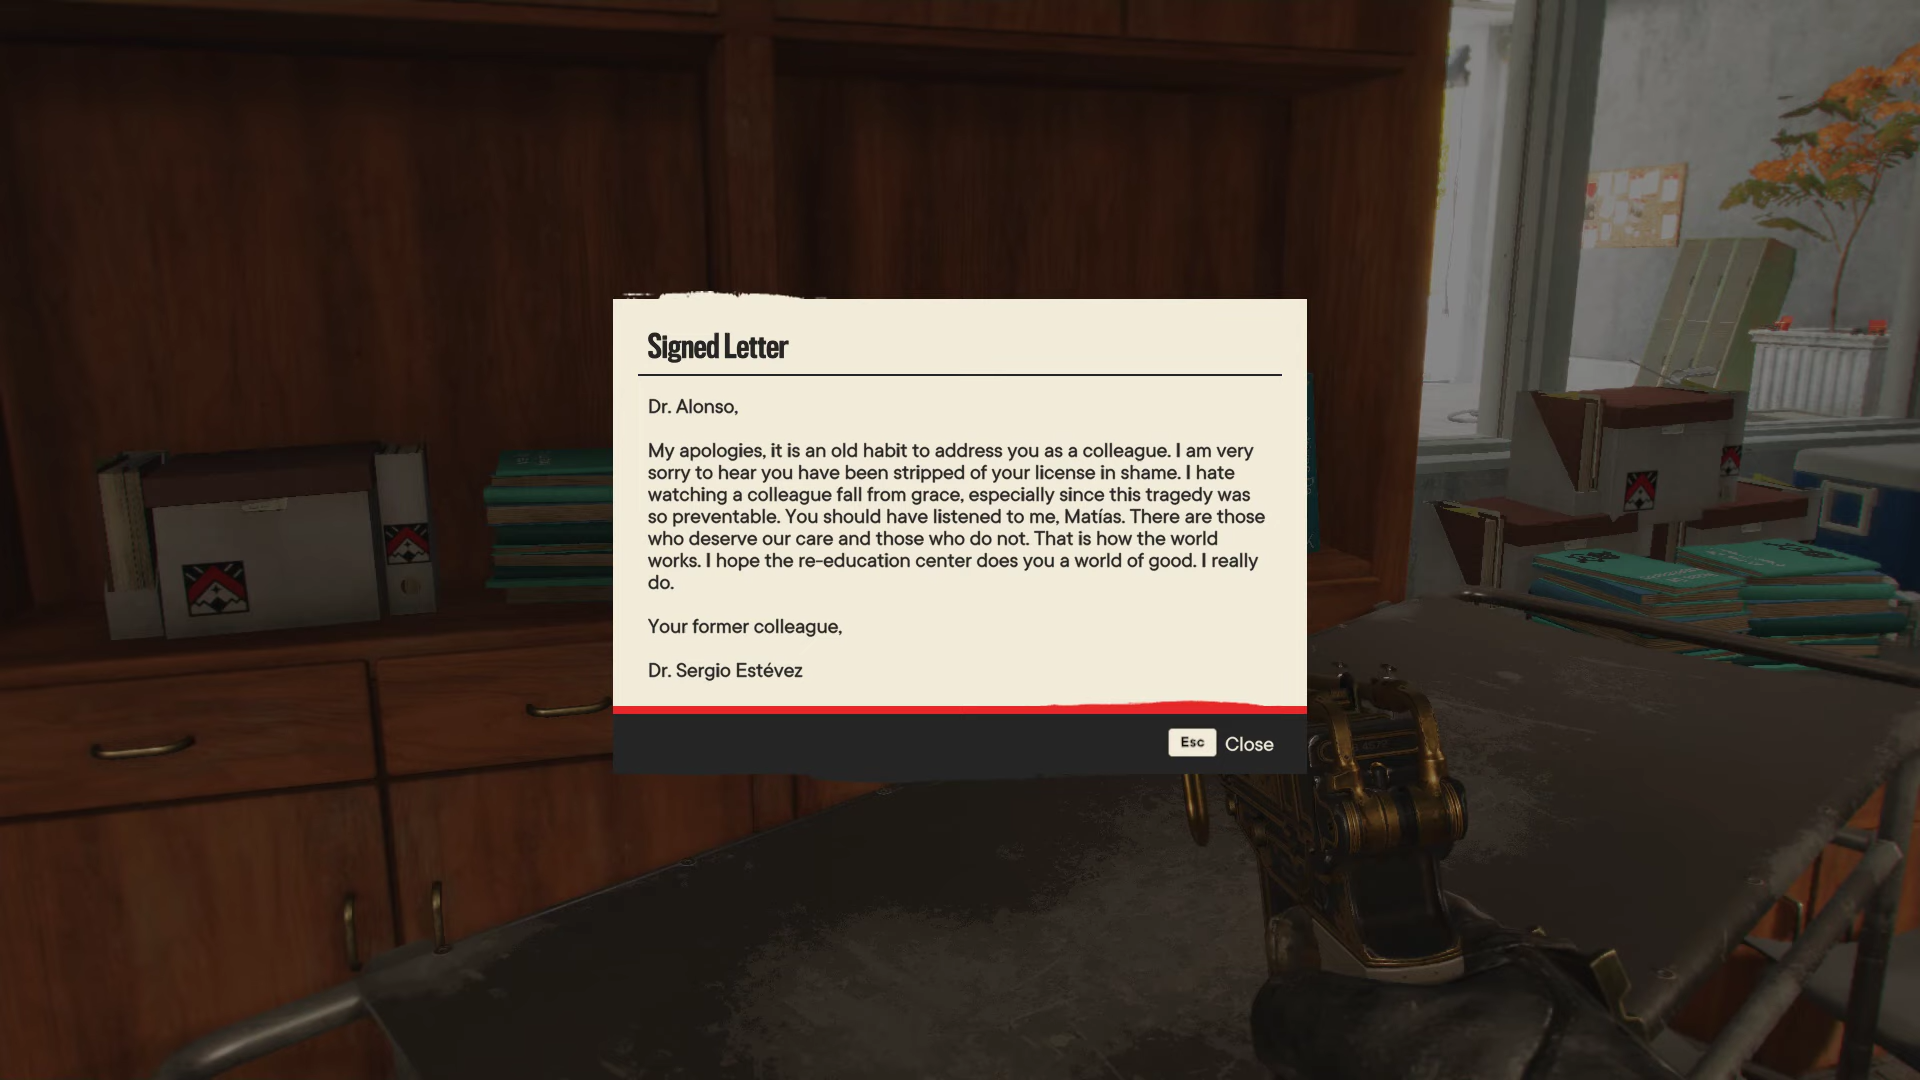 Signed Letter
Dr. Alonso,
My apologies, it is an old habit to address you as a colleague. I am very
sorry to hear you have been stripped of your license in shame. I hate
watching a colleague fall from grace, especially since this tragedy was
so preventable. You should have listened to me, Matías. There are those
who deserve our care and those who do not. That is how the world
works. I hope the re-education center does you a world of good. I really
do.
Your former colleague,
Dr. Sergio Estévez
Esc Close